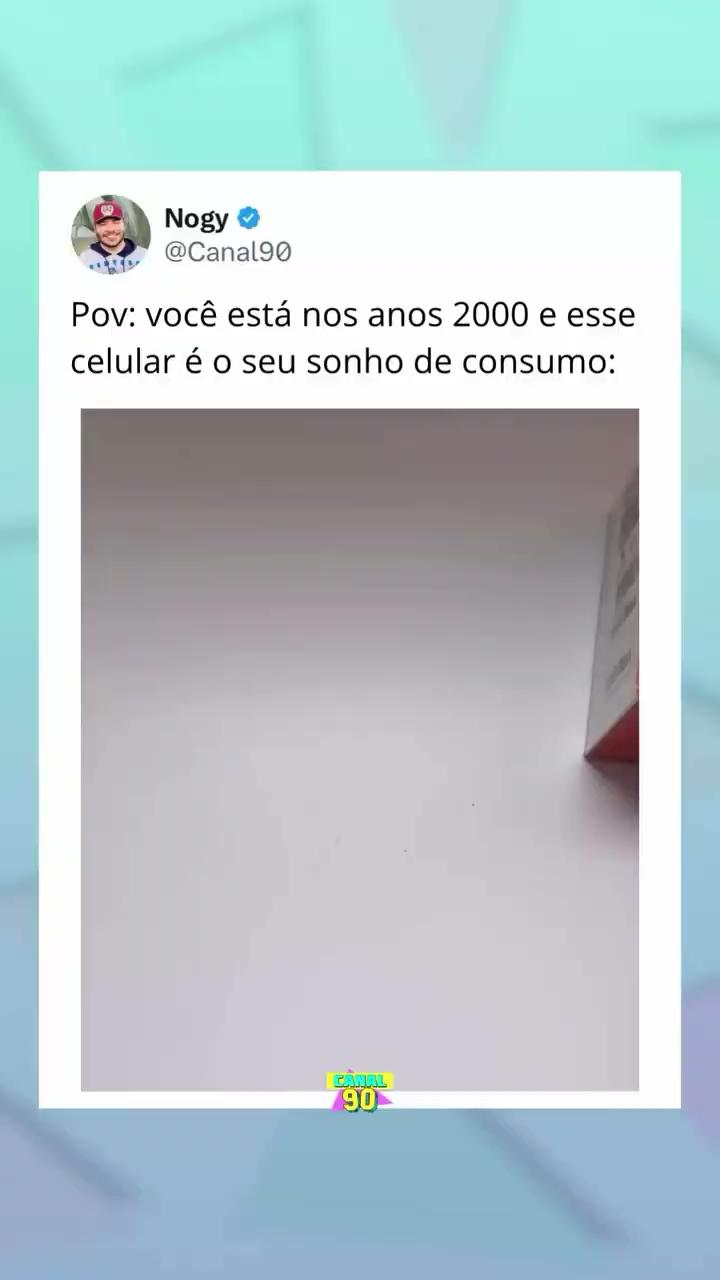 Nogy
@Canal90
Pov: você está nos anos 2000 e esse
celular é o seu sonho de consumo:
CANAL
90